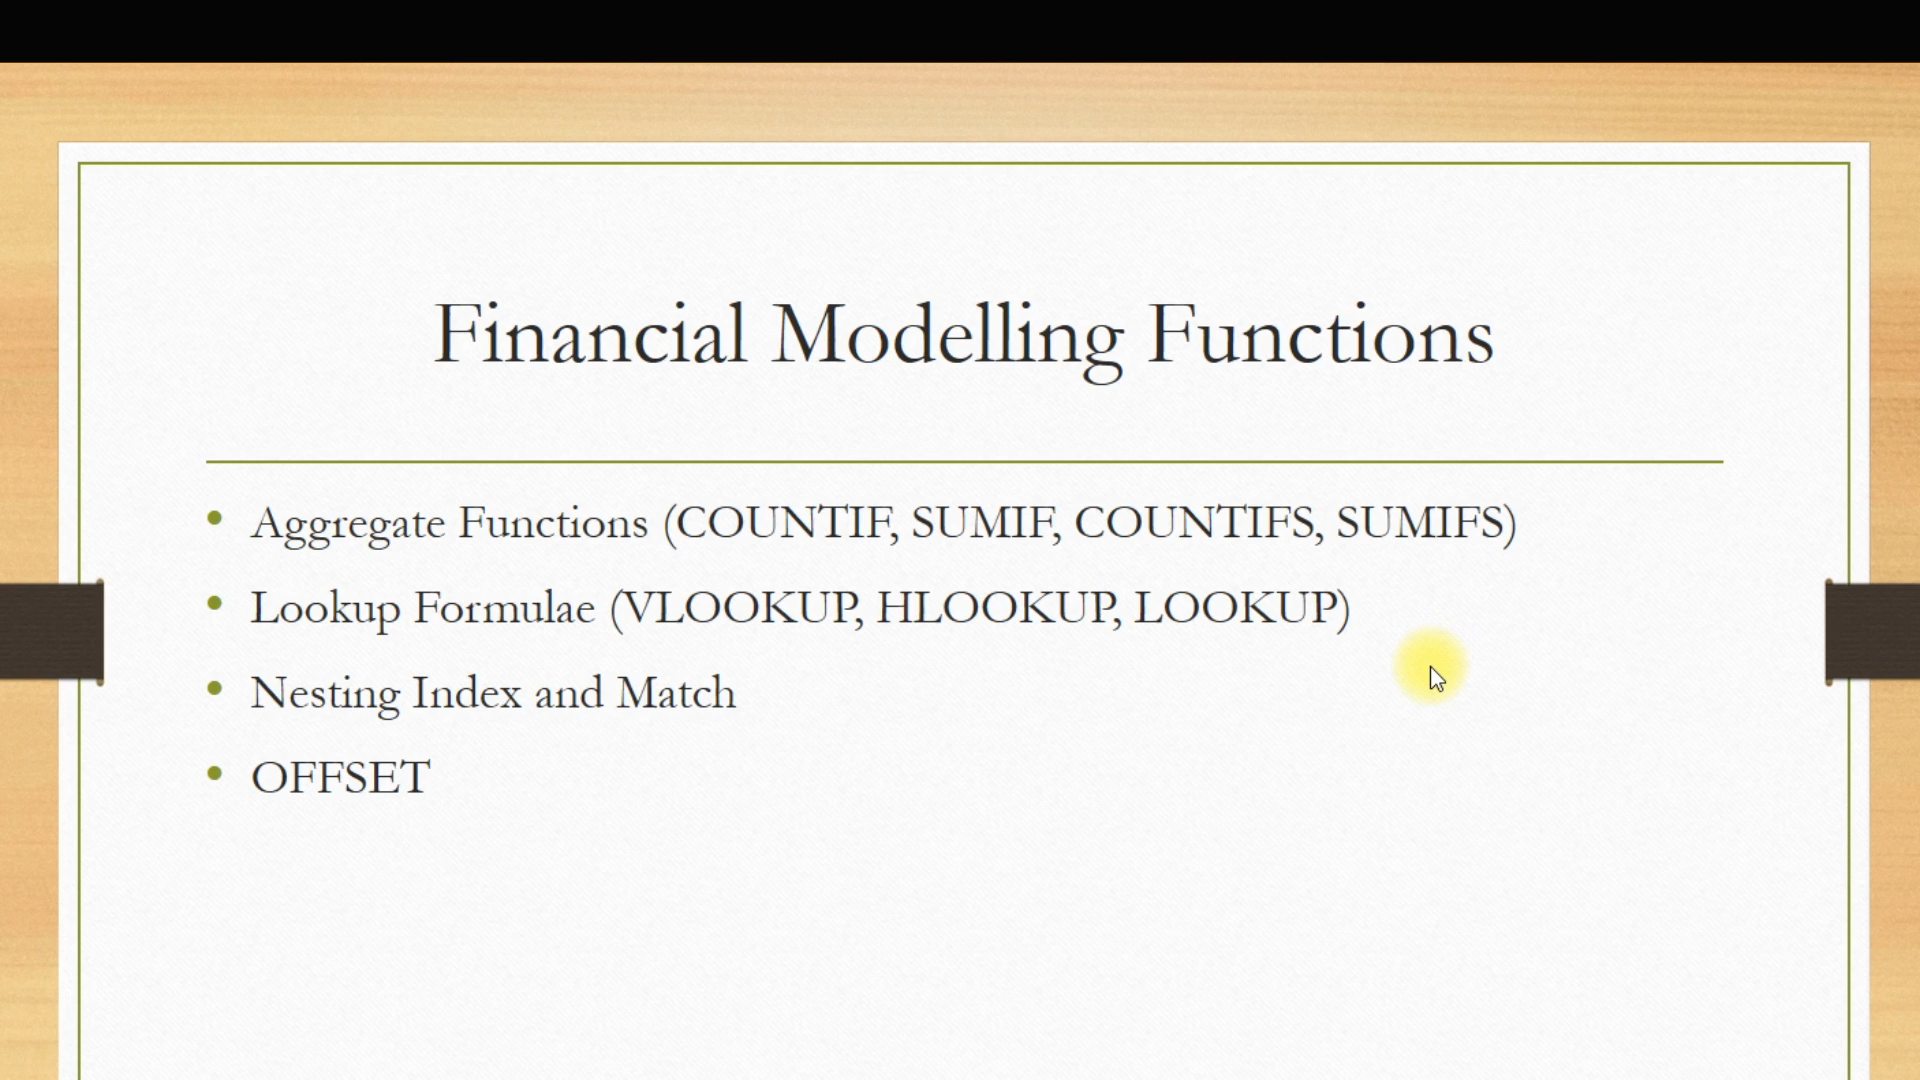 Financial Modelling Functions
• Aggregate Functions (COUNTIF, SUMIF, COUNTIFS, SUMIFS)
• Lookup Formulae (VLOOKUP, HLOOKUP, LOOKUP)
• Nesting Index and Match
• OFFSET